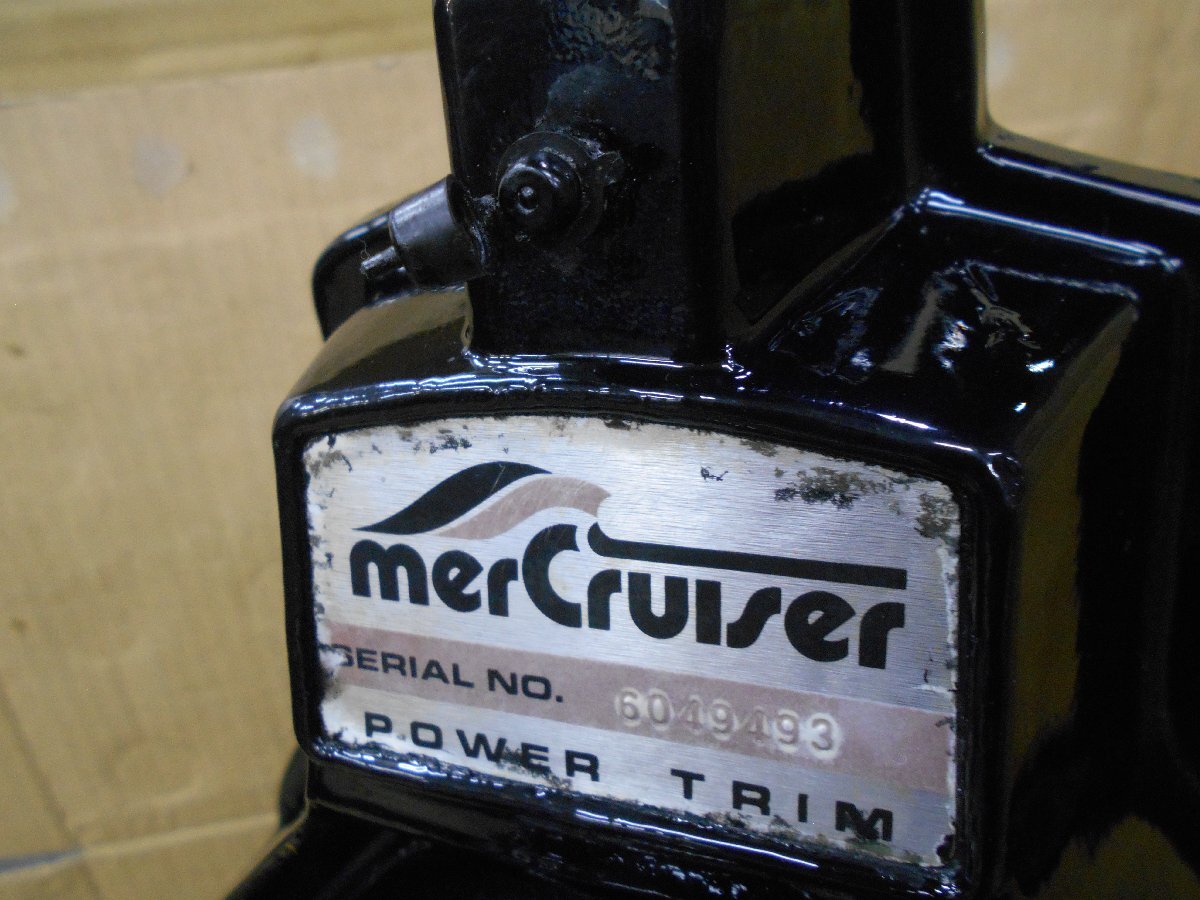 merCruiser
SERIAL NO. 6049493
POWER TRIM